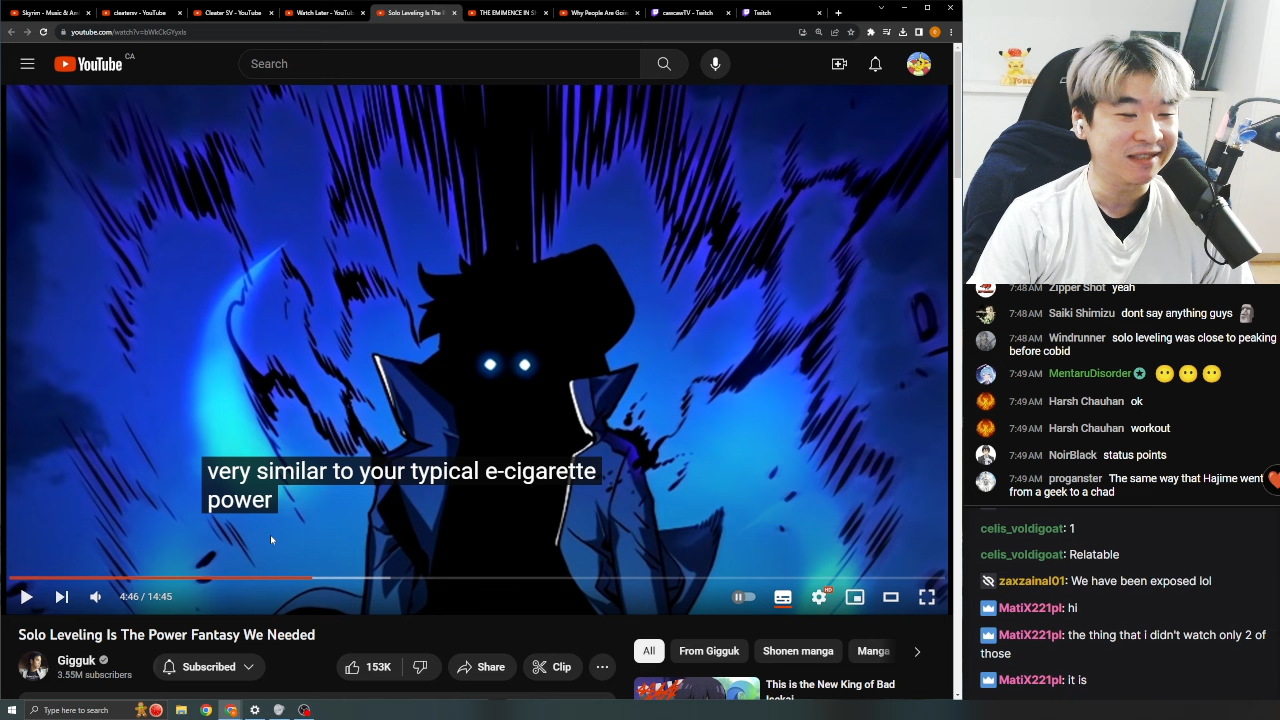 Skyrim - Music & Am
cleatersv - YouTube
Cleater SV - YouTube
Watch Later - YouTube
Solo Leveling Is The
THE EMIMENCE IN S
Why People Are Goin
cawcawTV - Twitch
Twitch
youtube.com/watch?v=bWkCkGYyxls
YouTube CA
Search
very similar to your typical e-cigarette
power
4:46 / 14:45
HD
Solo Leveling Is The Power Fantasy We Needed
Gigguk
3.55M subscribers
Subscribed
153K
Share
Clip
All
From Gigguk
Shonen manga
Manga
This is the New King of Bad
Isekai
Type here to search
7:48 AM Zipper Shot yeah
7:48 AM Saiki Shimizu dont say anything guys
7:48 AM Windrunner solo leveling was close to peaking
before cobid
7:49 AM MentaruDisorder
7:49 AM Harsh Chauhan ok
7:49 AM Harsh Chauhan workout
7:49 AM NoirBlack status points
7:49 AM proganster The same way that Hajime went
from a geek to a chad
celis_voldigoat: 1
celis_voldigoat: Relatable
zaxzainal01: We have been exposed lol
MatiX221pl: hi
MatiX221pl: the thing that i didn't watch only 2 of
those
MatiX221pl: it is